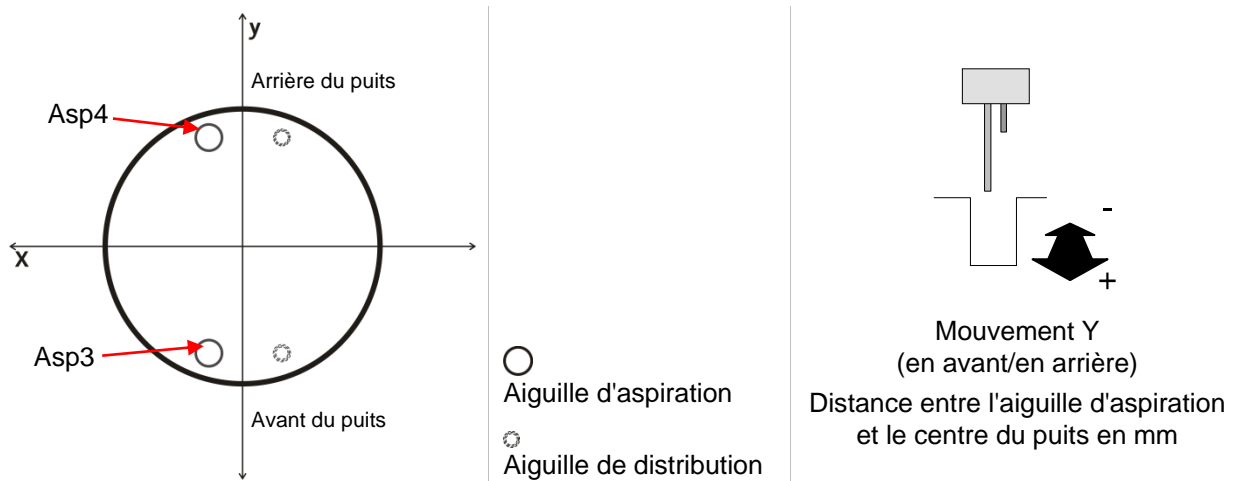 y
Arrière du puits
Asp4
X
Asp3
Avant du puits
Aiguille d'aspiration
Aiguille de distribution
-
+
Mouvement Y
(en avant/en arrière)
Distance entre l'aiguille d'aspiration
et le centre du puits en mm